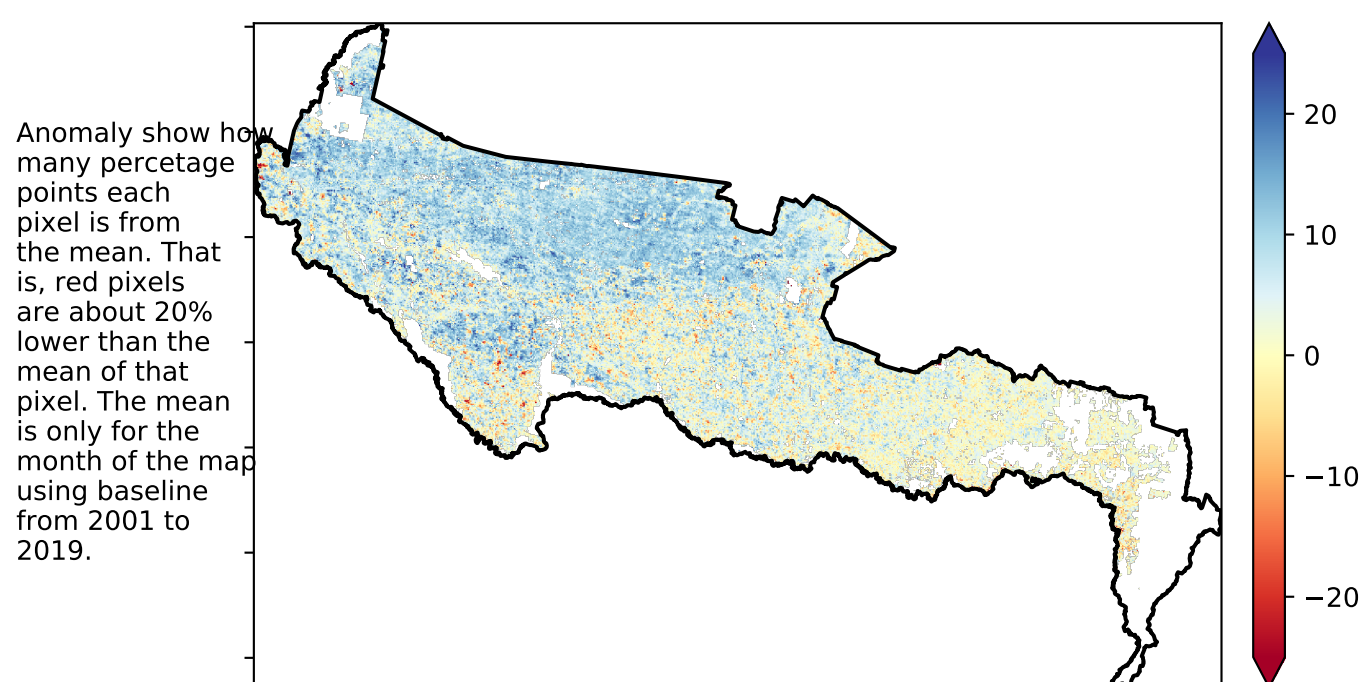 Anomaly show how
many percetage
points each
pixel is from
the mean. That
is, red pixels
are about 20%
lower than the
mean of that
pixel. The mean
is only for the
month of the map
using baseline
from 2001 to
2019.
20
10
0
−10
−20